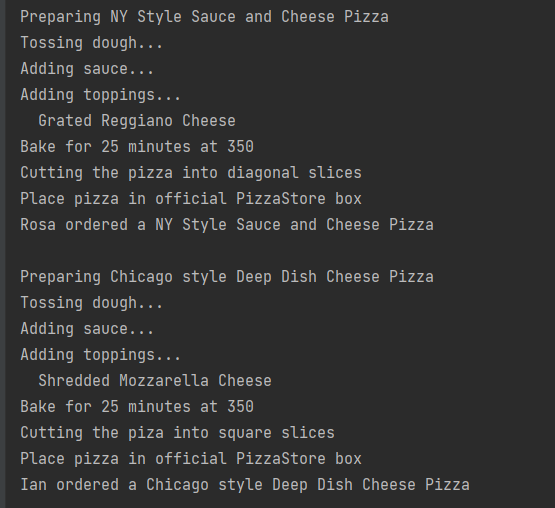 Preparing NY Style Sauce and Cheese Pizza
Tossing dough...
Adding sauce...
Adding toppings...
  Grated Reggiano Cheese
Bake for 25 minutes at 350
Cutting the pizza into diagonal slices
Place pizza in official PizzaStore box
Rosa ordered a NY Style Sauce and Cheese Pizza

Preparing Chicago style Deep Dish Cheese Pizza
Tossing dough...
Adding sauce...
Adding toppings...
  Shredded Mozzarella Cheese
Bake for 25 minutes at 350
Cutting the piza into square slices
Place pizza in official PizzaStore box
Ian ordered a Chicago style Deep Dish Cheese Pizza